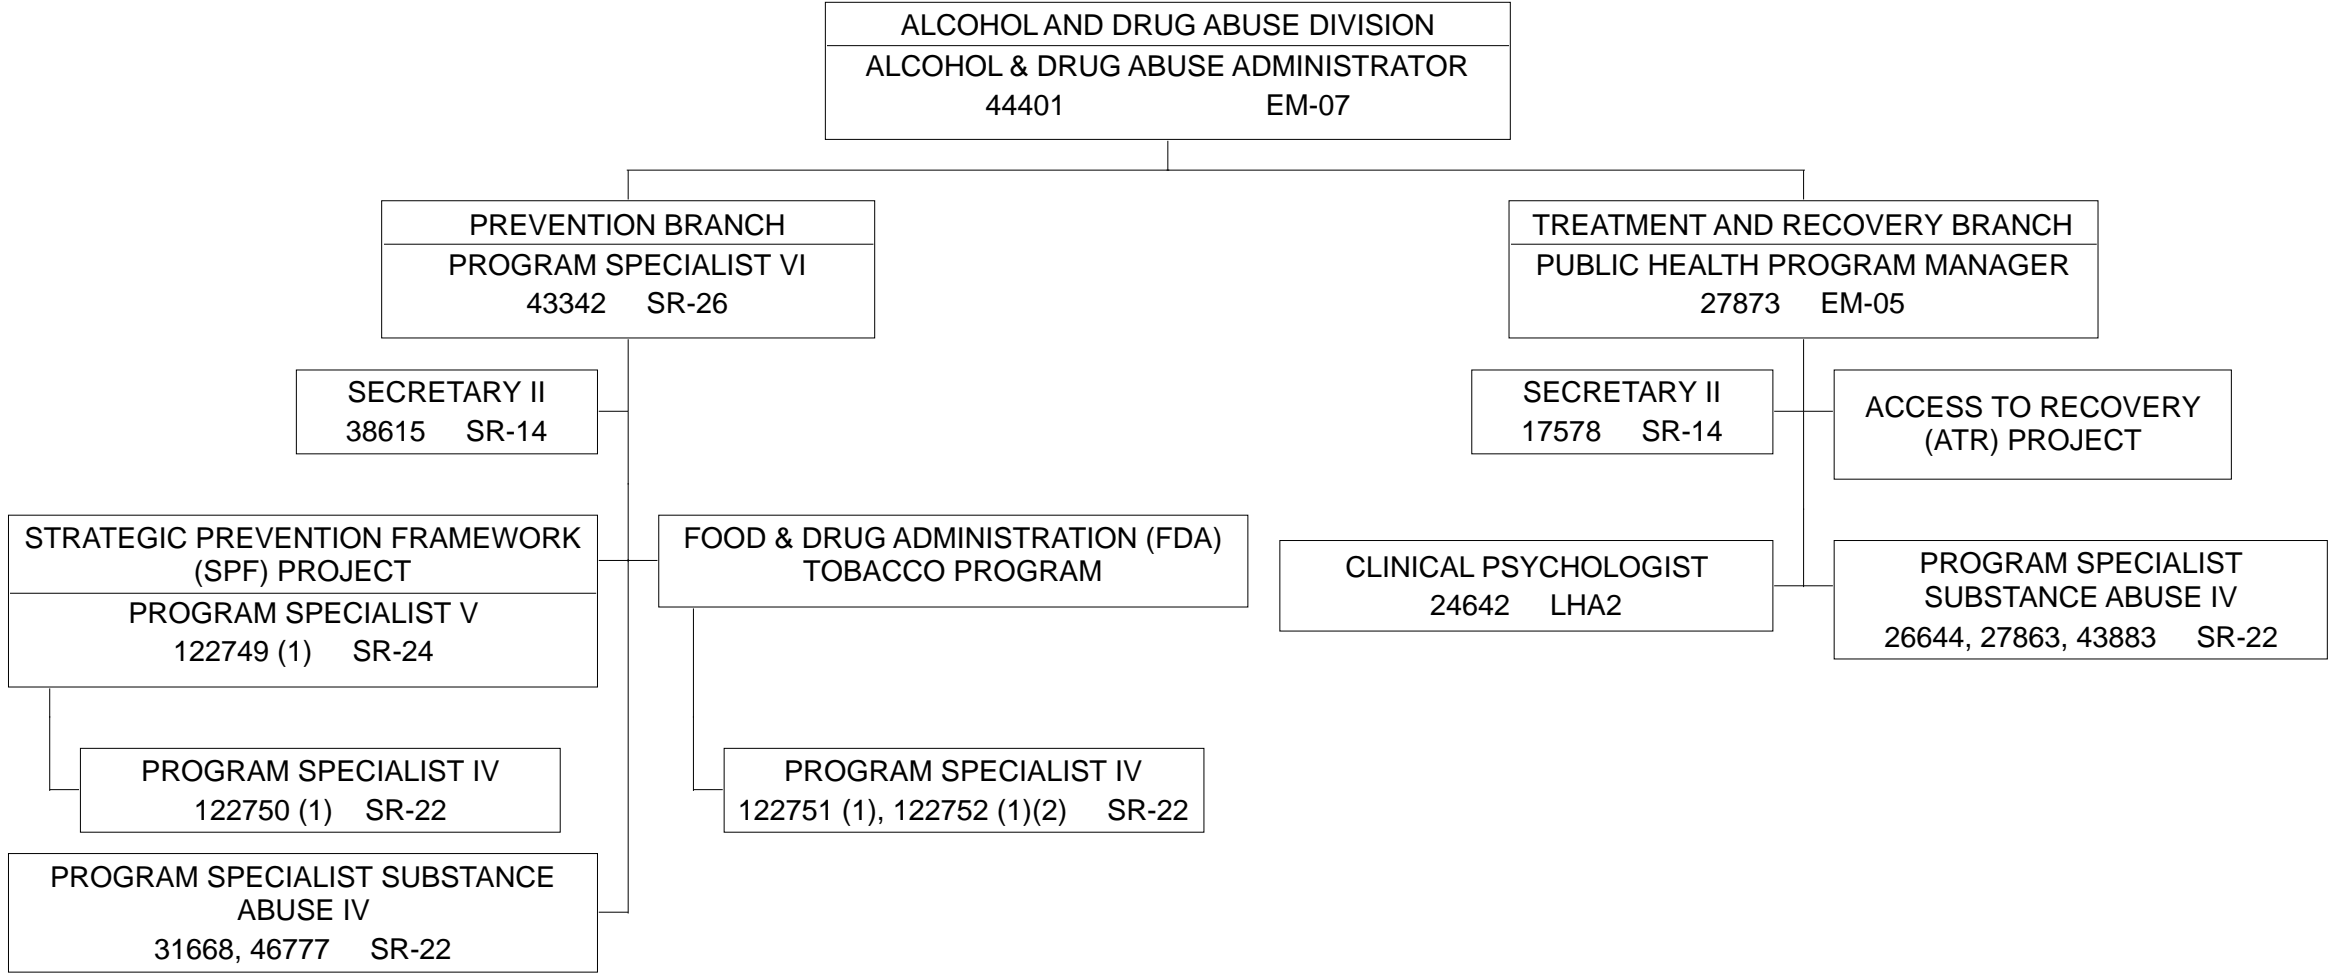 ALCOHOL AND DRUG ABUSE DIVISION
ALCOHOL & DRUG ABUSE ADMINISTRATOR
44401 EM-07
PREVENTION BRANCH
PROGRAM SPECIALIST VI
43342 SR-26
SECRETARY II
38615 SR-14
STRATEGIC PREVENTION FRAMEWORK
(SPF) PROJECT
PROGRAM SPECIALIST V
122749 (1) SR-24
PROGRAM SPECIALIST IV
122750 (1) SR-22
PROGRAM SPECIALIST SUBSTANCE
ABUSE IV
31668, 46777 SR-22
FOOD & DRUG ADMINISTRATION (FDA)
TOBACCO PROGRAM
PROGRAM SPECIALIST IV
122751 (1), 122752 (1)(2) SR-22
TREATMENT AND RECOVERY BRANCH
PUBLIC HEALTH PROGRAM MANAGER
27873 EM-05
SECRETARY II
17578 SR-14
ACCESS TO RECOVERY
(ATR) PROJECT
CLINICAL PSYCHOLOGIST
24642 LHA2
PROGRAM SPECIALIST
SUBSTANCE ABUSE IV
26644, 27863, 43883 SR-22